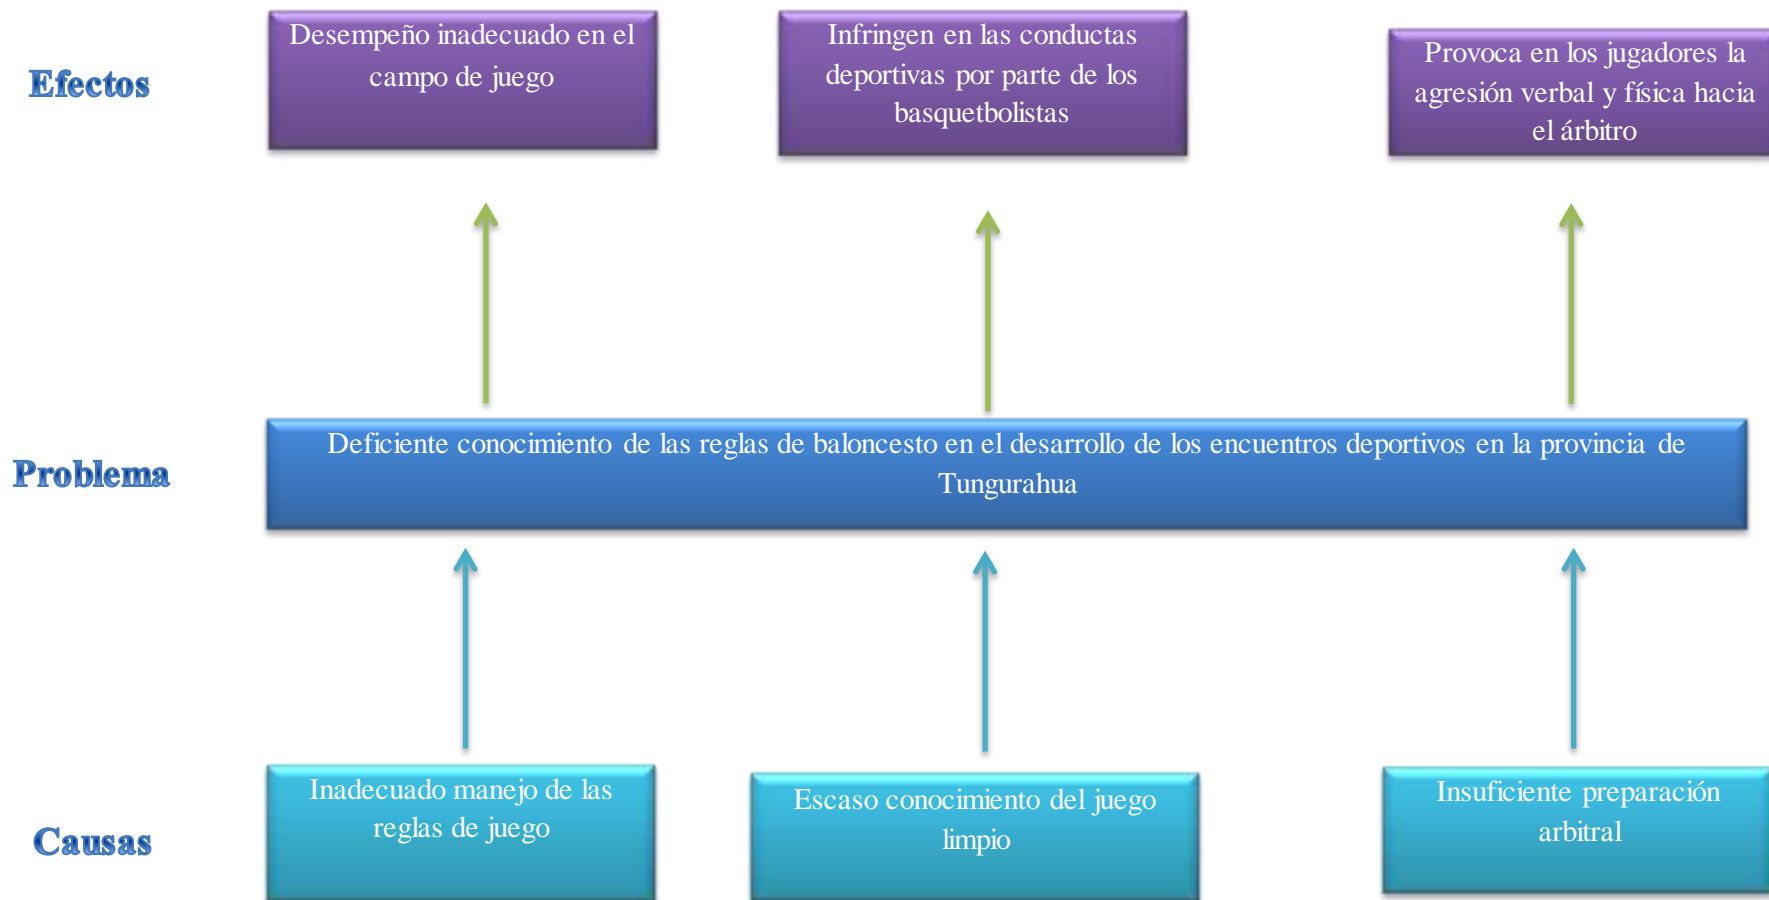 Efectos
Desempeño inadecuado en el
campo de juego
Infringen en las conductas
deportivas por parte de los
basquetbolistas
Provoca en los jugadores la
agresión verbal y física hacia
el árbitro
Problema
Deficiente conocimiento de las reglas de baloncesto en el desarrollo de los encuentros deportivos en la provincia de
Tungurahua
Causas
Inadecuado manejo de las
reglas de juego
Escaso conocimiento del juego
limpio
Insuficiente preparación
arbitral